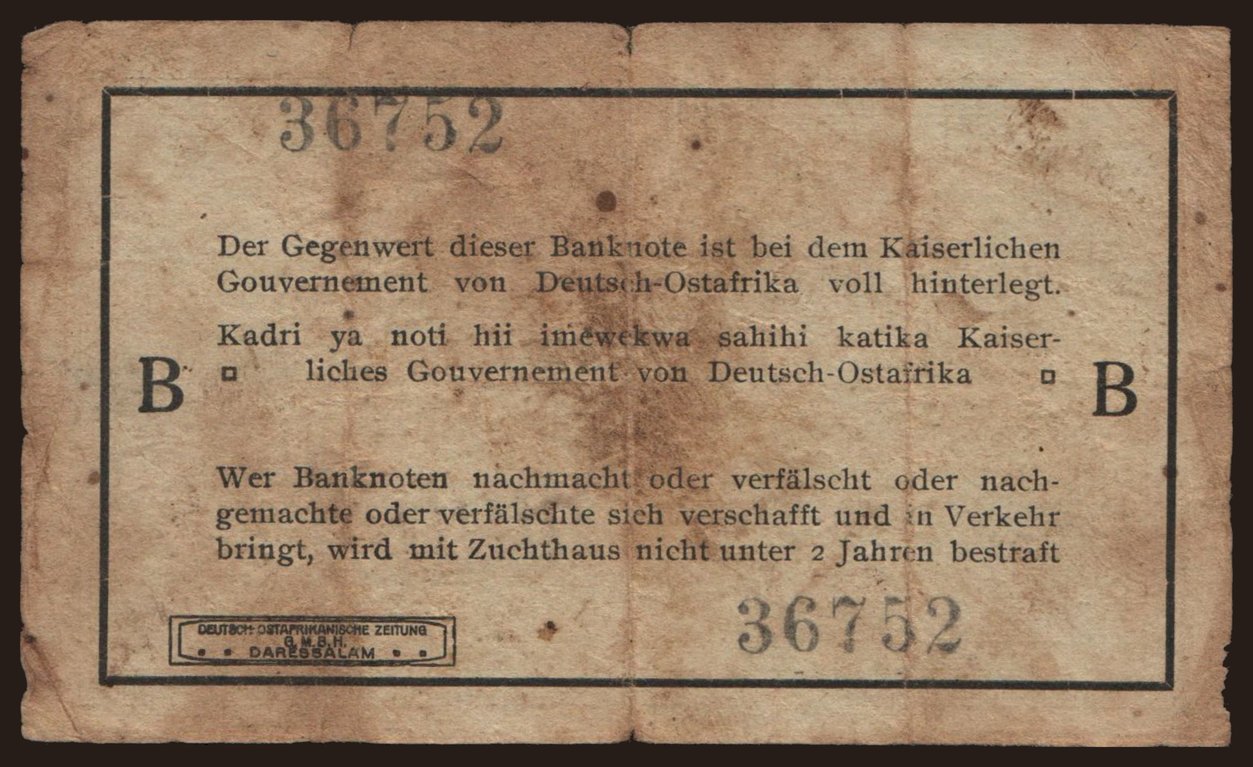 36752
Der Gegenwert dieser Banknote ist bei dem Kaiserlichen
Gouvernement von Deutsch-Ostafrika voll hinterlegt.
Kadri ya noti hii imewekwa sahihi katika Kaiser-
liches Gouvernement von Deutsch-Ostafrika
B
B
Wer Banknoten nachmacht oder verfälscht oder nach-
gemachte oder verfälschte sich verschafft und in Verkehr
bringt, wird mit Zuchthaus nicht unter 2 Jahren bestraft
36752
DEUTSCH-OSTAFRIKANISCHE ZEITUNG
G.M.B.H.
DARESSALAM